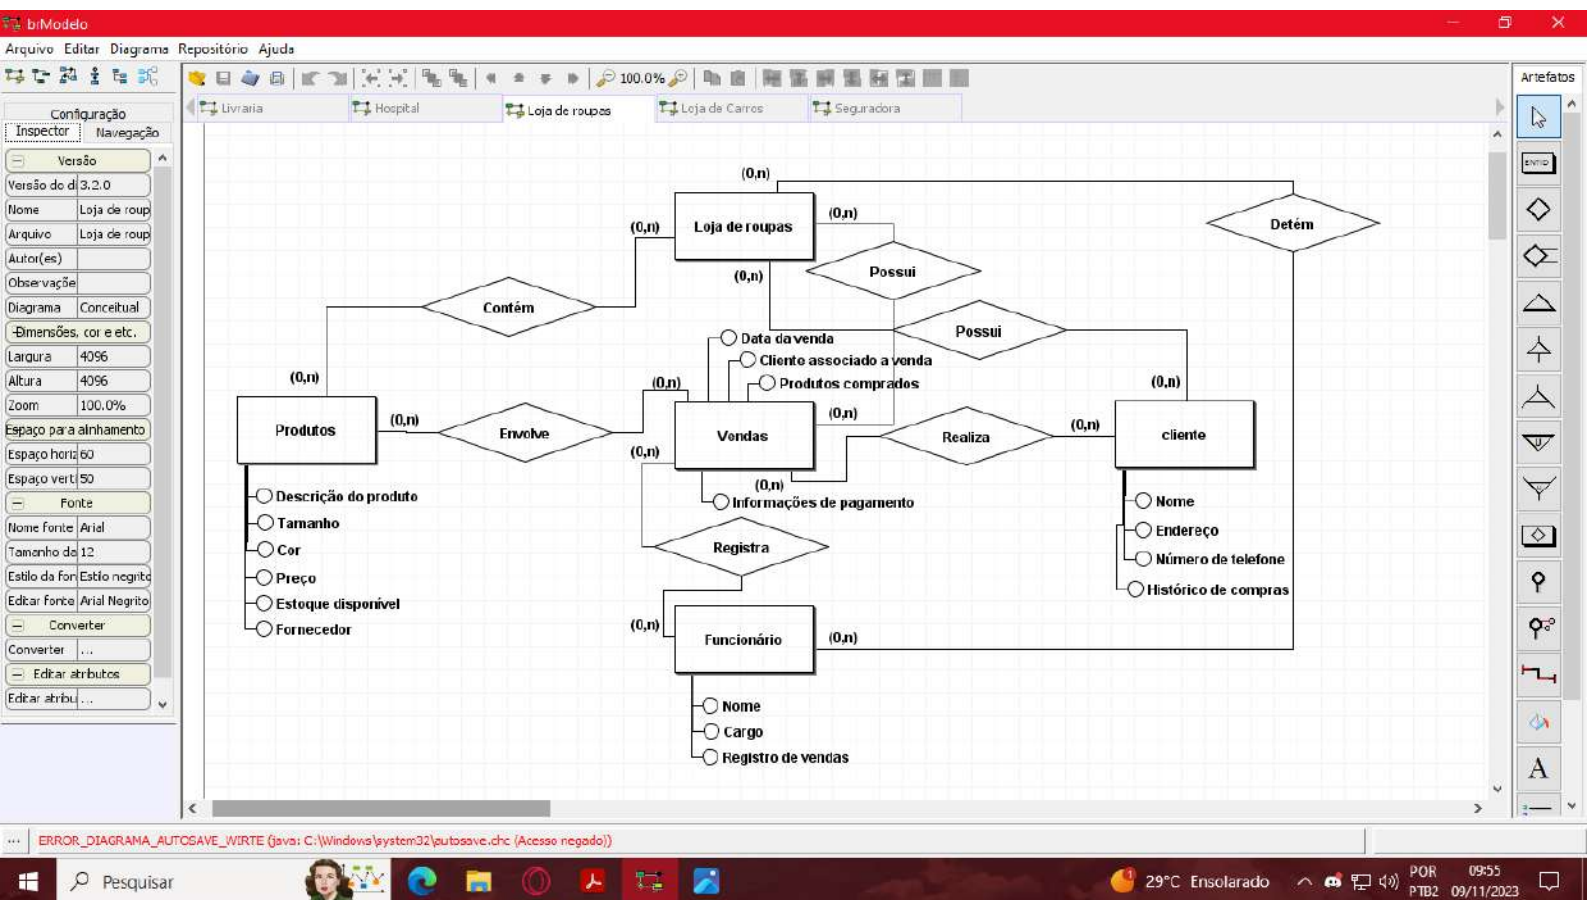 brModelo
Arquivo Editar Diagrama Repositório Ajuda
100.0%
Artefatos
Configuração
Inspector Navegação
Livraria Hospital Loja de roupas Loja de Carros Seguradora
Versão
Versão do di 3.2.0
Nome Loja de roup
Arquivo Loja de roup
Autor(es)
Observaçõe
Diagrama Conceitual
Dimensões, cor e etc.
Largura 4096
Altura 4096
Zoom 100.0%
Espaço para alinhamento
Espaço horiz 60
Espaço verti 50
Fonte
Nome fonte Arial
Tamanho da 12
Estilo da fon Estilo negrito
Editar fonte Arial Negrito
Converter
Converter ...
Editar atributos
Editar atribu ...
(0,n)
Loja de roupas
(0,n)
(0,n)
(0,n)
Detém
Possui
Contém
Possui
Data da venda
Cliente associado a venda
Produtos comprados
(0,n)
(0,n)
(0,n)
Produtos
(0,n)
Envolve
Vendas
(0,n)
(0,n)
(0,n)
Realiza
(0,n)
cliente
Informações de pagamento
Descrição do produto
Tamanho
Cor
Preço
Estoque disponível
Fornecedor
Nome
Endereço
Número de telefone
Histórico de compras
Registra
(0,n)
Funcionário
(0,n)
Nome
Cargo
Registro de vendas
ENTID
A
... ERROR_DIAGRAMA_AUTOSAVE_WIRTE (java: C:\Windows\system32\autosave.chc (Acesso negado))
Pesquisar
1
29°C Ensolarado
POR
PTB2
09:55
09/11/2023